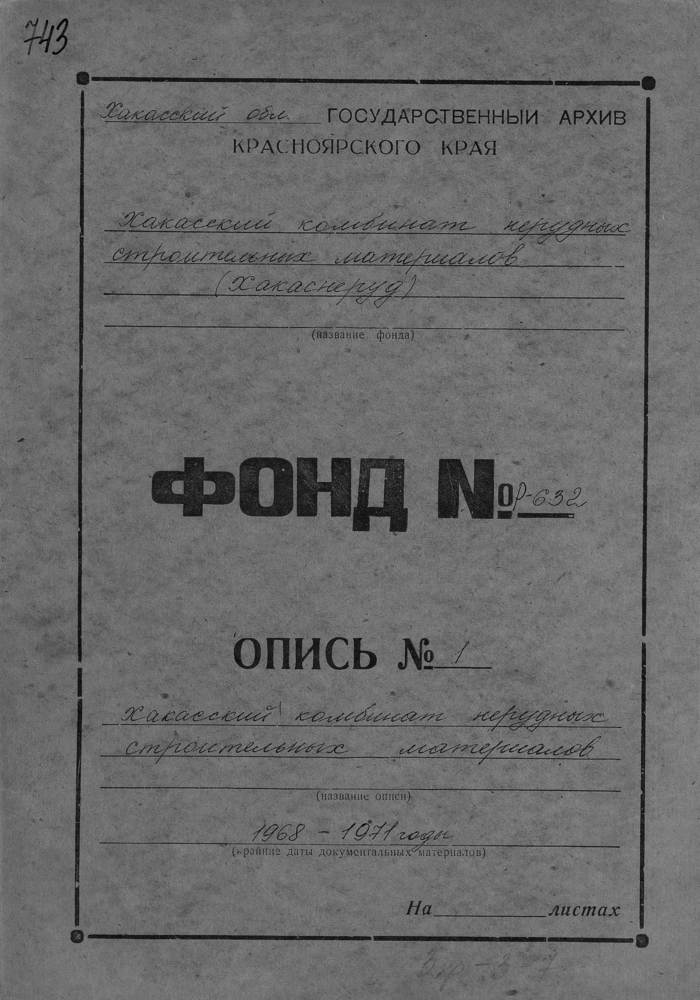 743
Хакасский обл. ГОСУДАРСТВЕННЫЙ АРХИВ
КРАСНОЯРСКОГО КРАЯ
Хакасский комбинат нерудных
строительных материалов
(Хакаснеруд)
(название фонда)
ФОНД № Р-632
ОПИСЬ № 1
Хакасский комбинат нерудных
строительных материалов
(название описи)
1968 - 1971 годы
(крайние даты документальных материалов)
На листах